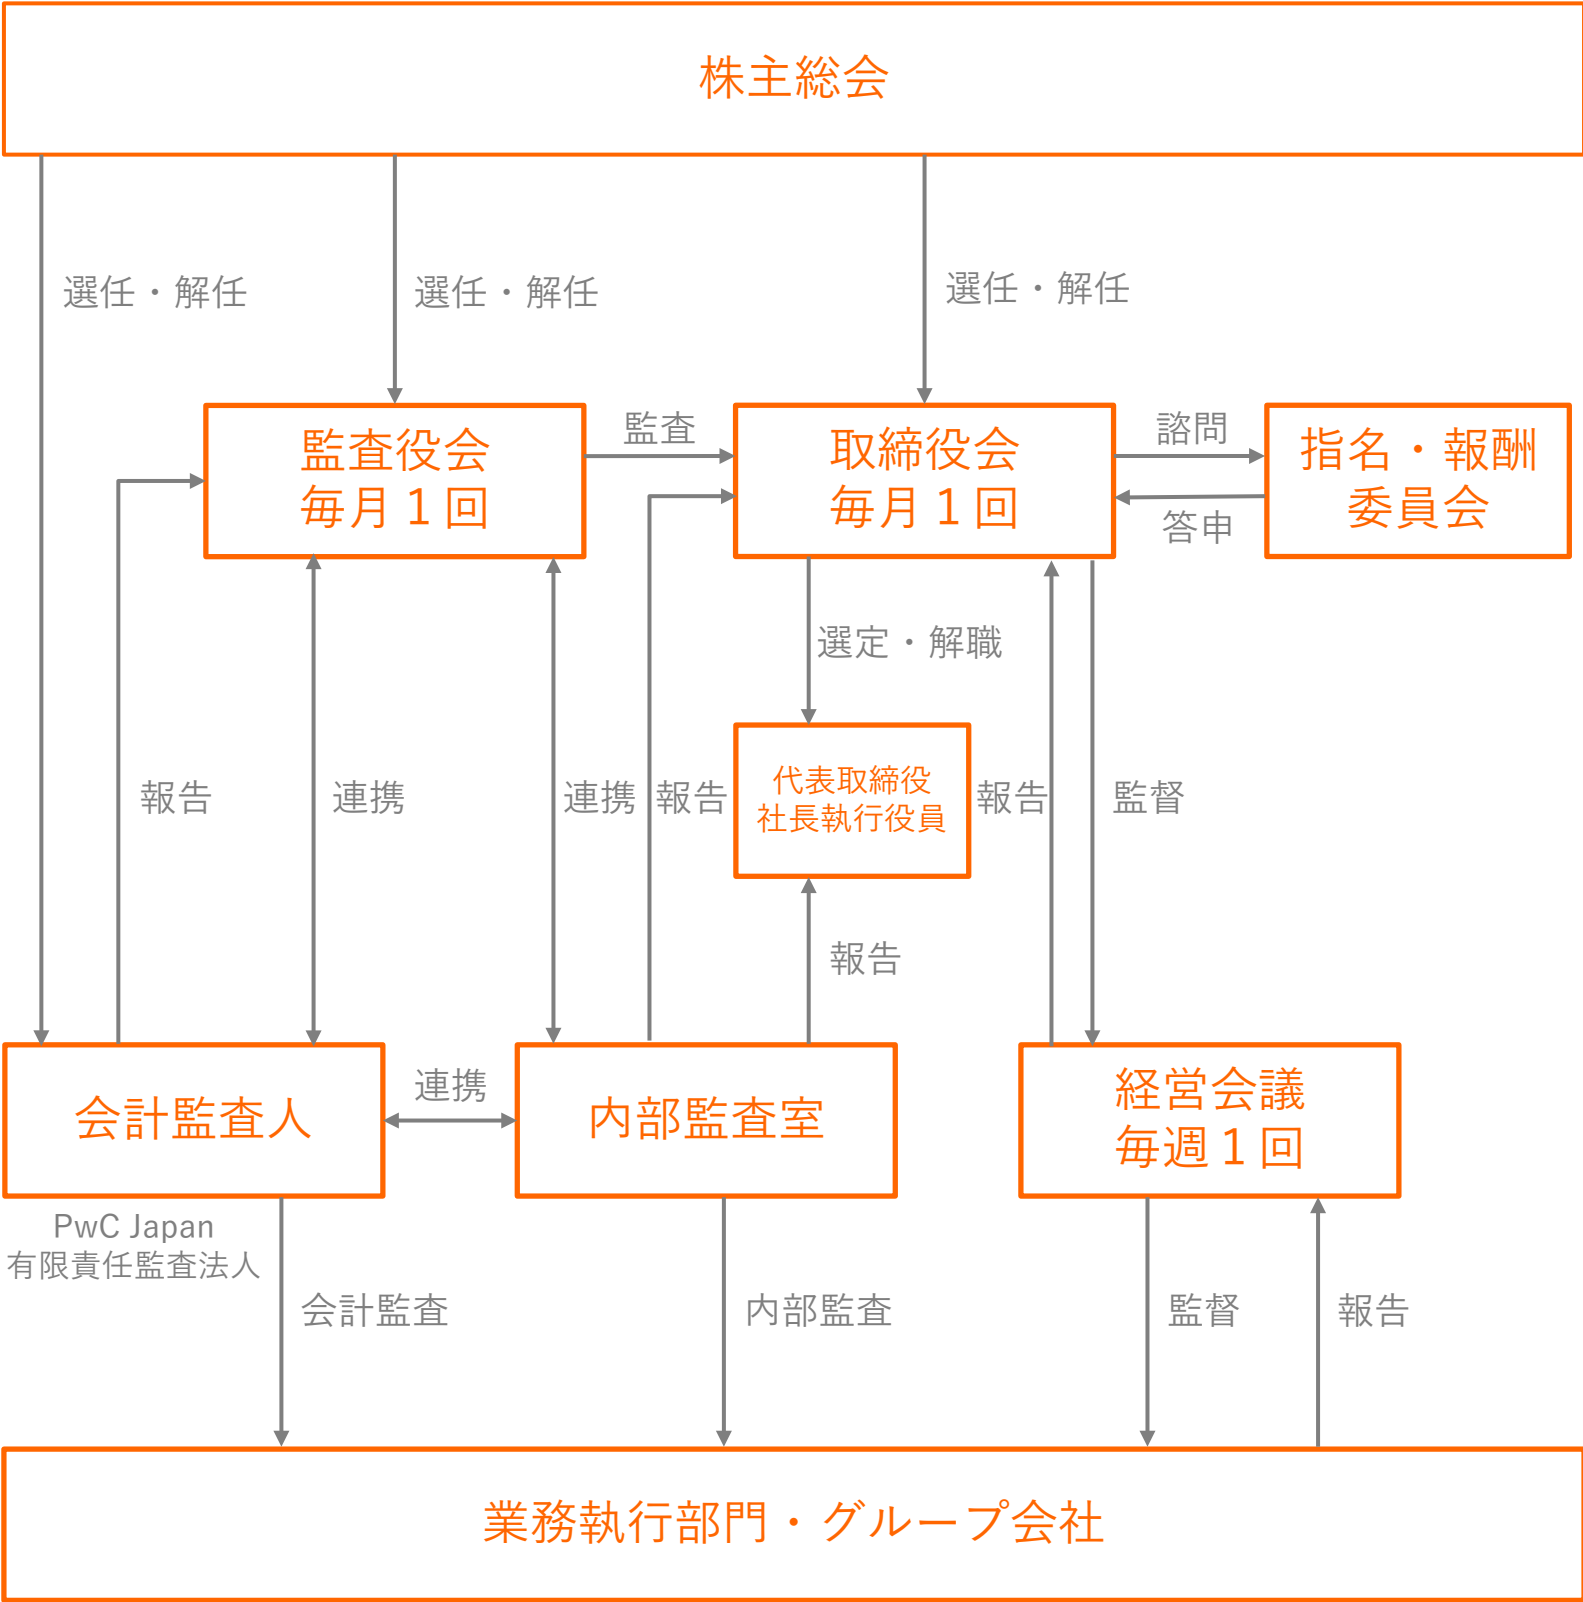 株主総会
選任・解任
選任・解任
選任・解任
監査役会
毎月1回
監査
取締役会
毎月1回
諮問
答申
指名・報酬
委員会
選定・解職
報告
連携
連携
報告
代表取締役
社長執行役員
報告
監督
報告
会計監査人
連携
内部監査室
経営会議
毎週1回
PwC Japan
有限責任監査法人
会計監査
内部監査
監督
報告
業務執行部門・グループ会社